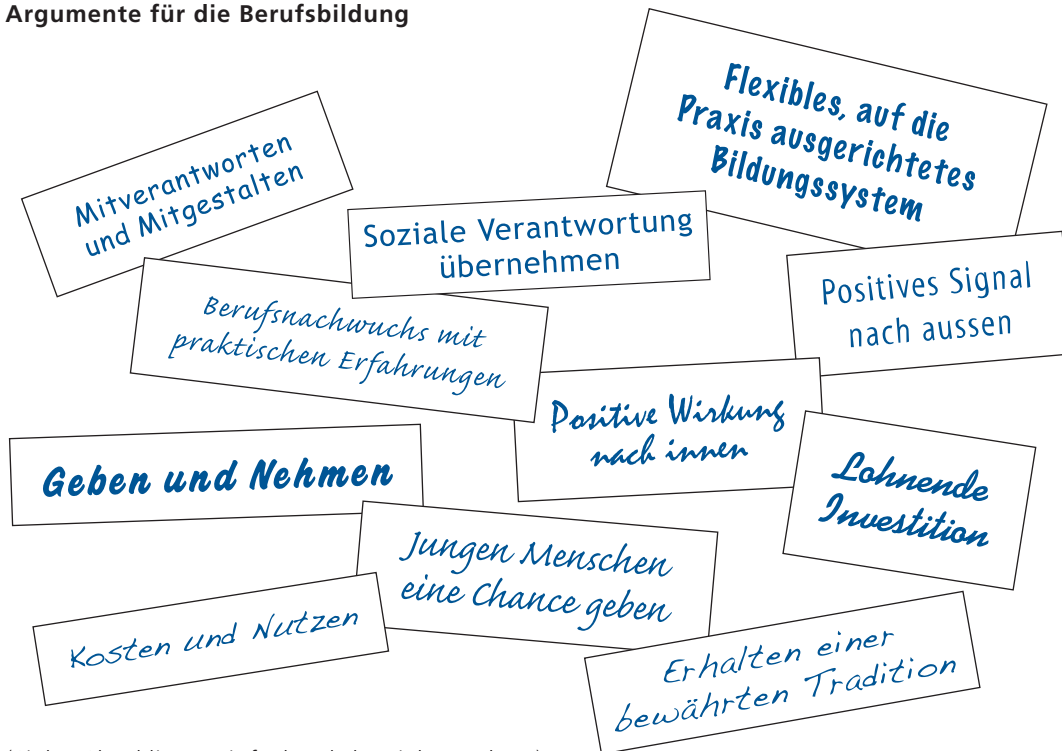 Argumente für die Berufsbildung
Flexibles, auf die
Praxis ausgerichtetes
Bildungssystem
Mitverantworten
und Mitgestalten
Soziale Verantwortung
übernehmen
Positives Signal
nach aussen
Berufsnachwuchs mit
praktischen Erfahrungen
Positive Wirkung
nach innen
Geben und Nehmen
Lohnende
Investition
Jungen Menschen
eine Chance geben
Kosten und Nutzen
Erhalten einer
bewährten Tradition